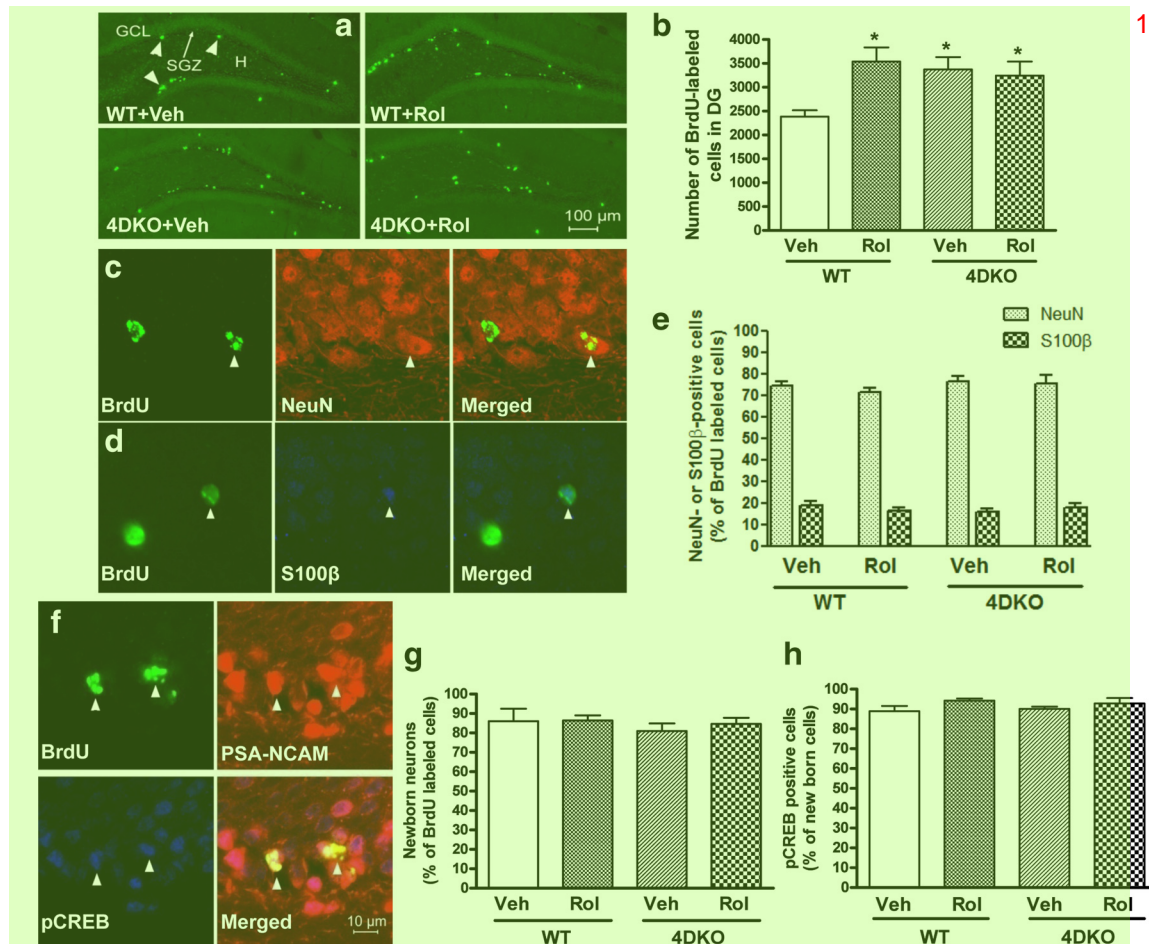 a
GCL
SGZ
H
WT+Veh
WT+Rol
4DKO+Veh
4DKO+Rol
100 µm
b
1
Number of BrdU-labeled
cells in DG
4000
3500
3000
2500
2000
1500
1000
500
0
*
*
*
Veh
Rol
Veh
Rol
WT
4DKO
c
BrdU
NeuN
Merged
d
BrdU
S100β
Merged
e
NeuN- or S100β-positive cells
(% of BrdU labeled cells)
NeuN
S100β
100
90
80
70
60
50
40
30
20
10
0
Veh
Rol
Veh
Rol
WT
4DKO
f
BrdU
PSA-NCAM
pCREB
Merged
10 µm
g
Newborn neurons
(% of BrdU labeled cells)
100
90
80
70
60
50
40
30
20
10
0
Veh
Rol
Veh
Rol
WT
4DKO
h
pCREB positive cells
(% of new born cells)
100
90
80
70
60
50
40
30
20
10
0
Veh
Rol
Veh
Rol
WT
4DKO